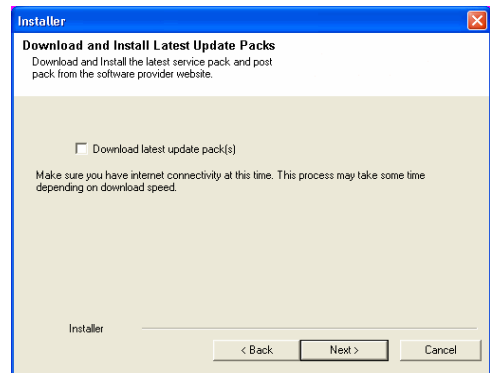 Installer
Download and Install Latest Update Packs
Download and Install the latest service pack and post
pack from the software provider website.
Download latest update pack(s)
Make sure you have internet connectivity at this time. This process may take some time
depending on download speed.
Installer
< Back
Next >
Cancel